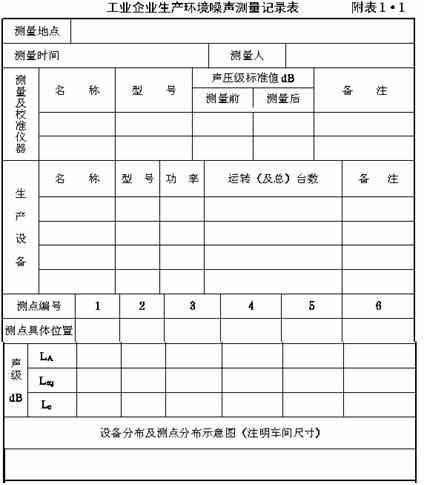 工业企业生产环境噪声测量记录表 附表1·1
测量地点
测量时间 测量人
测量及校准仪器 名 称 型 号 声压级标准值dB 备 注
测量前 测量后
生产设备 名 称 型 号 功 率 运转（及总）台数 备 注
测点编号 1 2 3 4 5 6
测点具体位置
声级 dB LA
Leq
Lc
设备分布及测点分布示意图（注明车间尺寸）